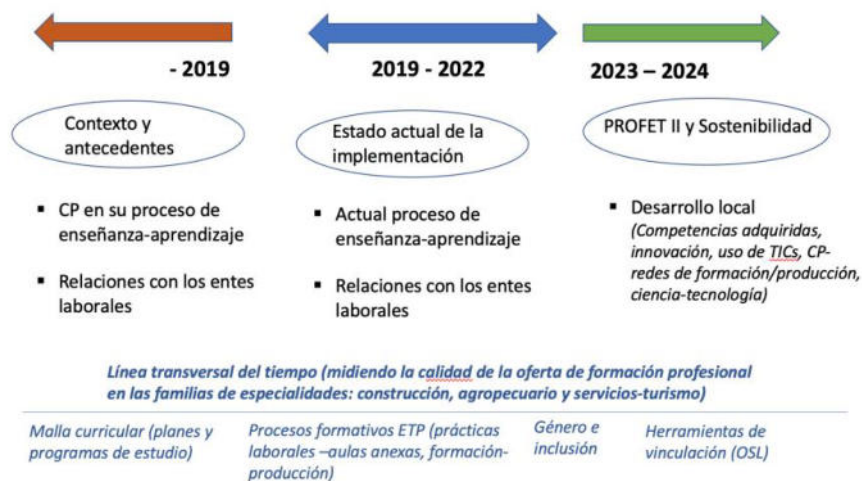 - 2019
2019 - 2022
2023 – 2024
Contexto y
antecedentes
Estado actual de la
implementación
PROFET II y Sostenibilidad
▪ CP en su proceso de
enseñanza-aprendizaje
▪ Relaciones con los entes
laborales
▪ Actual proceso de
enseñanza-aprendizaje
▪ Relaciones con los entes
laborales
▪ Desarrollo local
(Competencias adquiridas,
innovación, uso de TICs, CP-
redes de formación/producción,
ciencia-tecnología)
Línea transversal del tiempo (midiendo la calidad de la oferta de formación profesional
en las familias de especialidades: construcción, agropecuario y servicios-turismo)
Malla curricular (planes y
programas de estudio)
Procesos formativos ETP (prácticas
laborales –aulas anexas, formación-
producción)
Género e
inclusión
Herramientas de
vinculación (OSL)